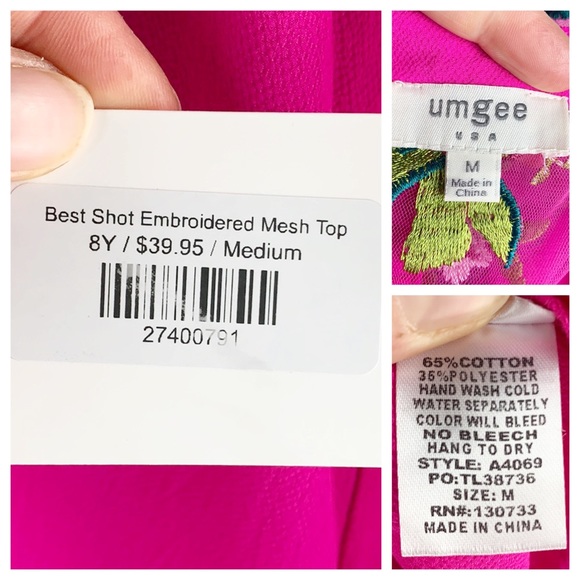 Best Shot Embroidered Mesh Top
8Y / $39.95 / Medium
27400791
umgee
USA
M
Made in
China
65%COTTON
35%POLYESTER
HAND WASH COLD
WATER SEPARATELY
COLOR WILL BLEED
NO BLEECH
HANG TO DRY
STYLE: A4069
PO:TL38736
SIZE: M
RN#:130733
MADE IN CHINA